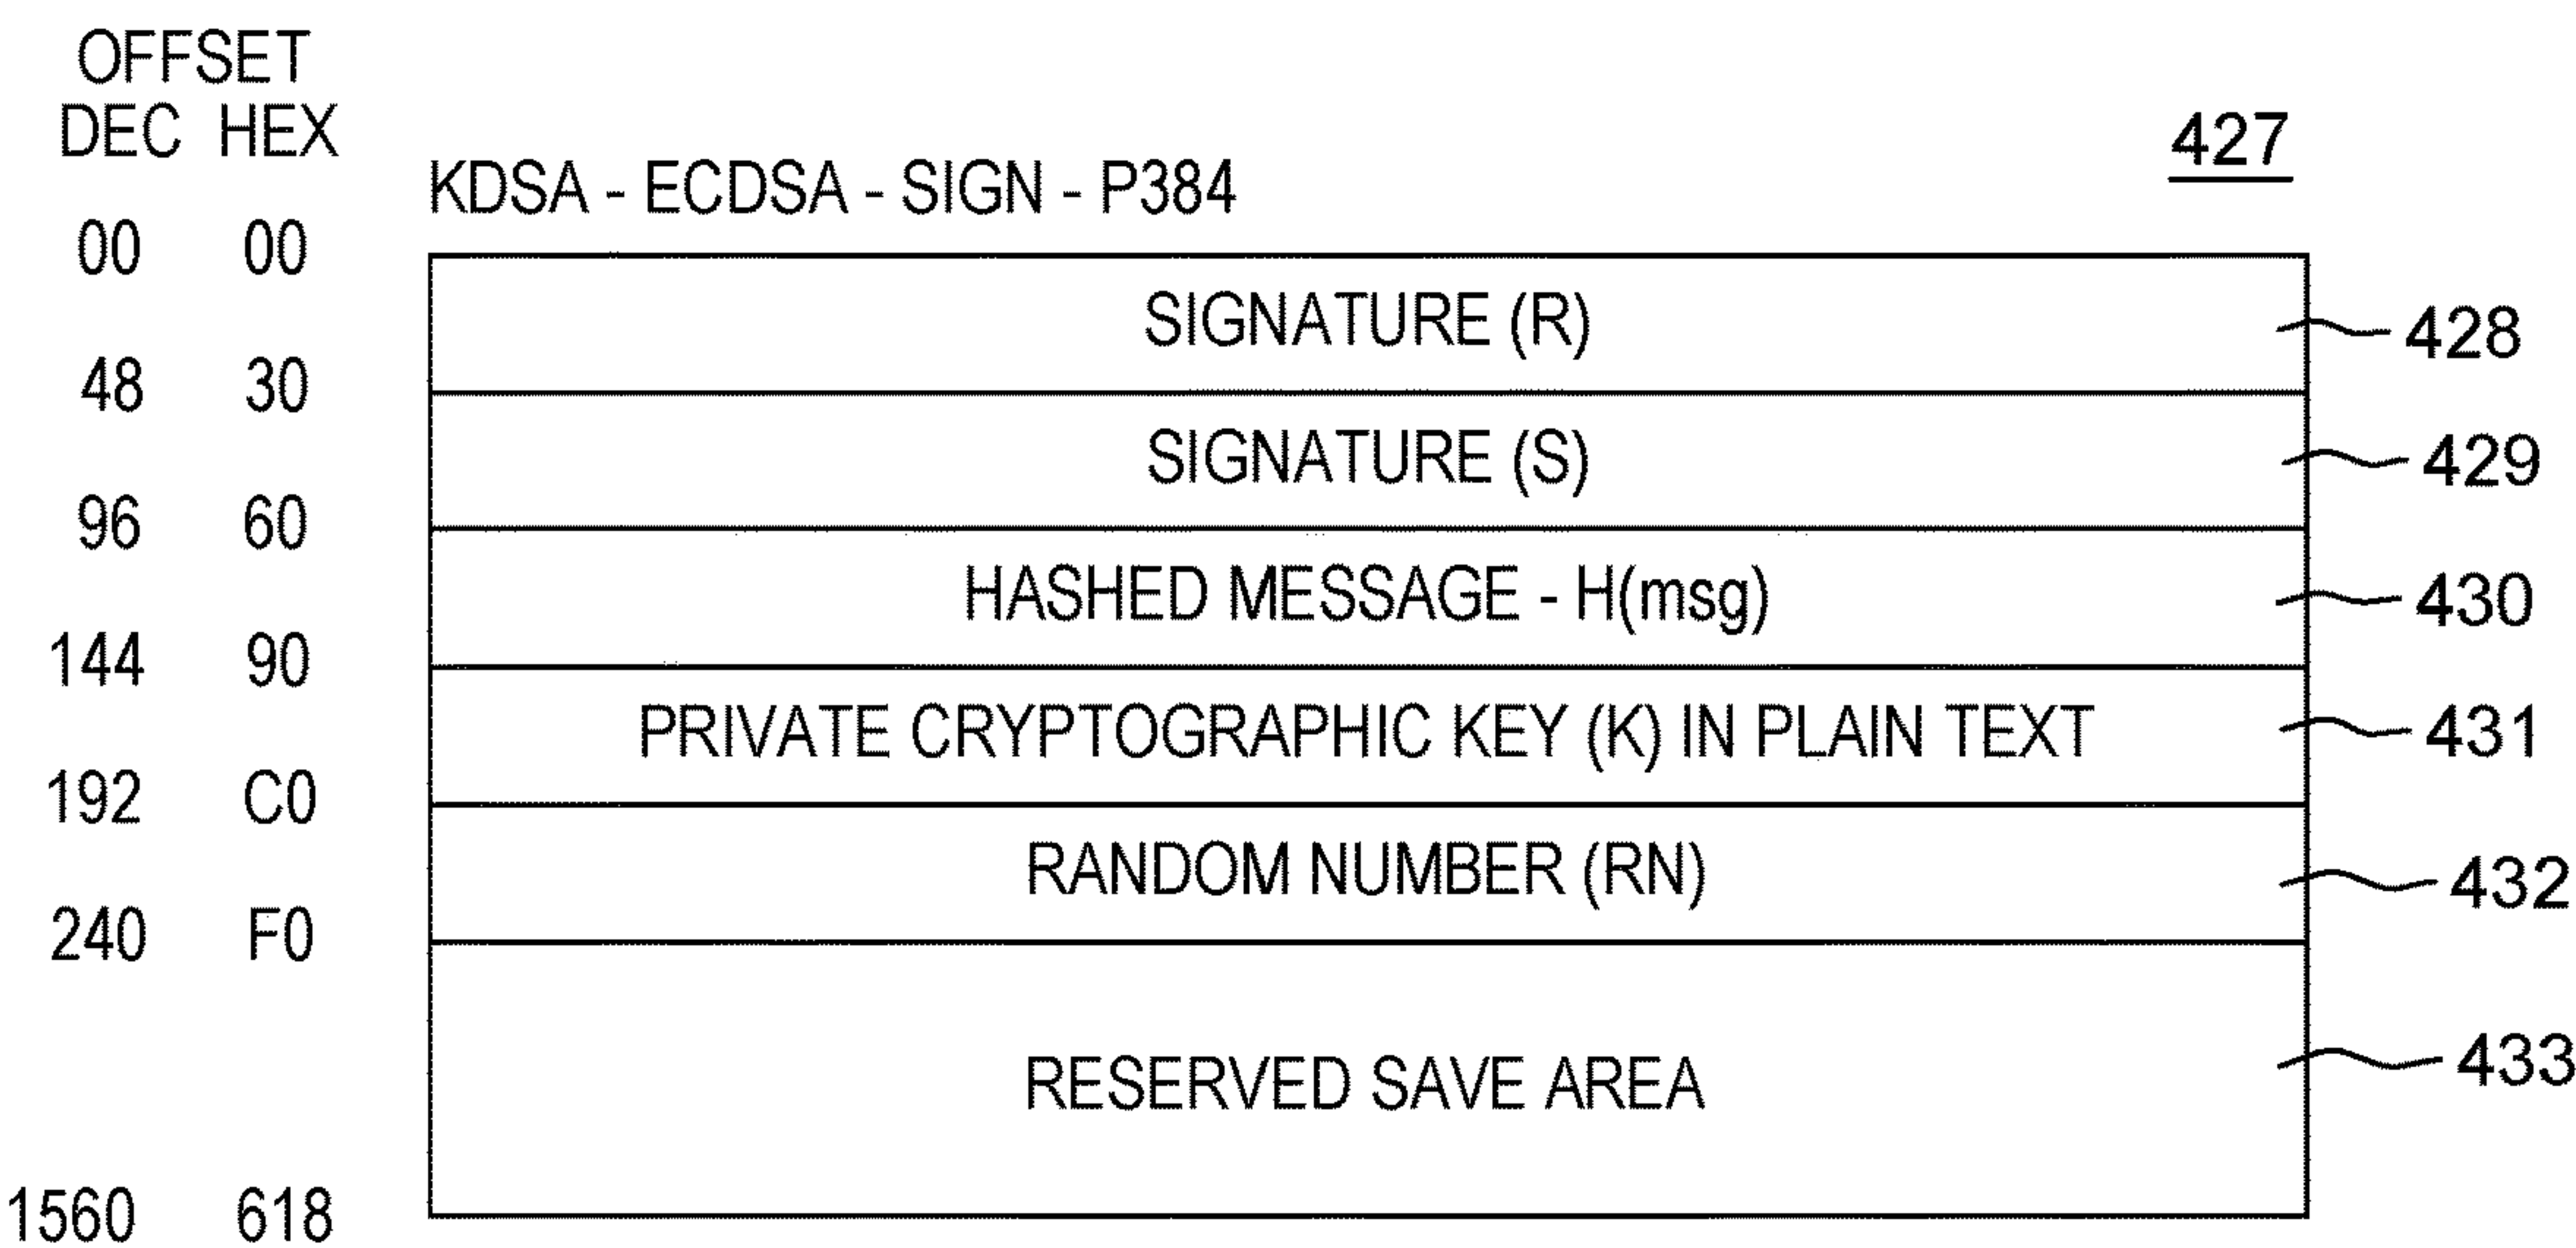 OFFSET
DEC HEX
427
KDSA - ECDSA - SIGN - P384
00 00
SIGNATURE (R)
428
48 30
SIGNATURE (S)
429
96 60
HASHED MESSAGE - H(msg)
430
144 90
PRIVATE CRYPTOGRAPHIC KEY (K) IN PLAIN TEXT
431
192 C0
RANDOM NUMBER (RN)
432
240 F0
RESERVED SAVE AREA
433
1560 618